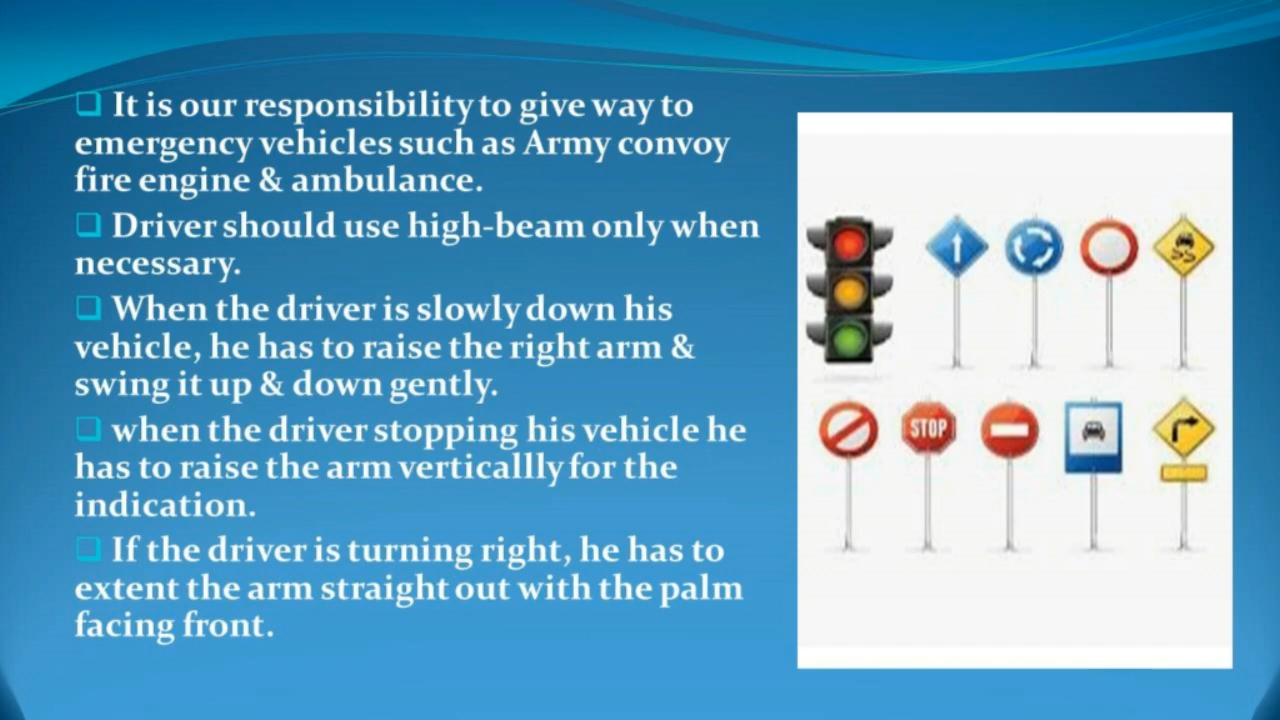 It is our responsibility to give way to
emergency vehicles such as Army convoy
fire engine & ambulance.
Driver should use high-beam only when
necessary.
When the driver is slowly down his
vehicle, he has to raise the right arm &
swing it up & down gently.
when the driver stopping his vehicle he
has to raise the arm verticallly for the
indication.
If the driver is turning right, he has to
extent the arm straight out with the palm
facing front.
STOP